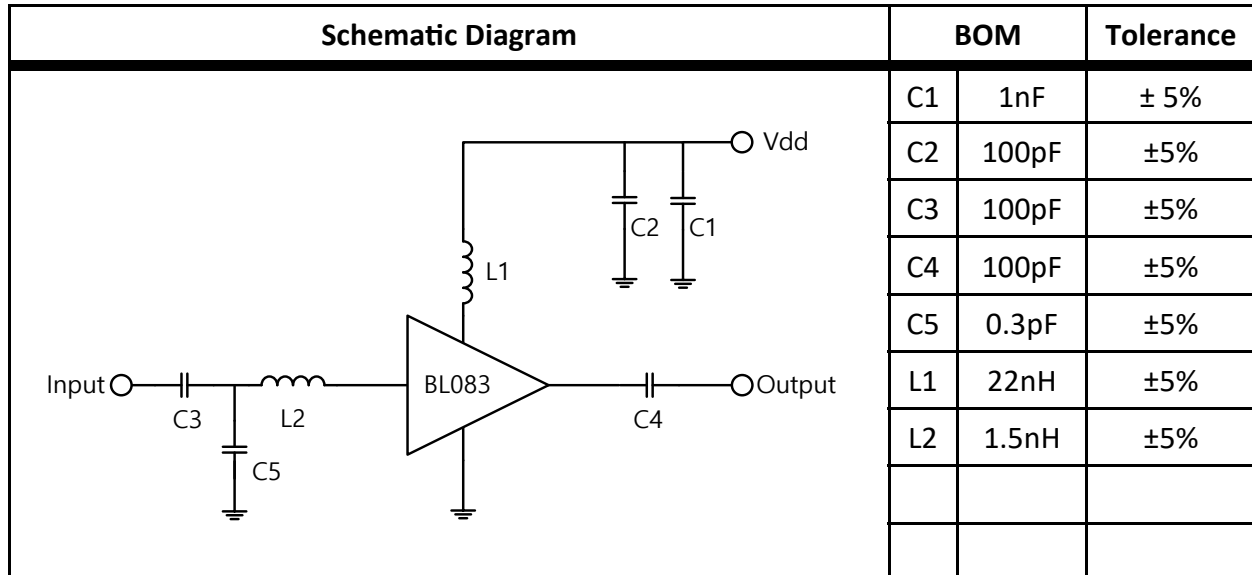 Schematic Diagram BOM Tolerance
C1 1nF ± 5%
Vdd
C2 100pF ±5%
C3 100pF ±5%
C2 C1
L1
C4 100pF ±5%
C5 0.3pF ±5%
Input BL083 Output
L1 22nH ±5%
C3 L2 C4
L2 1.5nH ±5%
C5